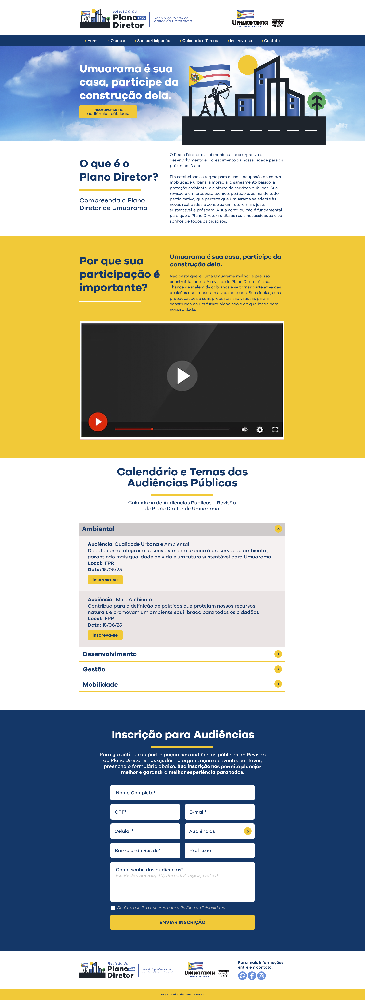 Revisão do
Plano 2025
Diretor
Você discutindo os
rumos de Umuarama.
Umuarama
PREFEITURA DA CIDADE
SECRETARIA
ACELERAÇÃO
ECONÔMICA
• Home • O que é • Sua participação • Caledário e Temas • Inscreva-se • Contato
Umuarama é sua
casa, participe da
construção dela.
Inscreva-se nas
audiências públicas.
O que é o
Plano Diretor?
Compreenda o Plano
Diretor de Umuarama.
O Plano Diretor é a lei municipal que organiza o
desenvolvimento e o crescimento da nossa cidade para os
próximos 10 anos.
Ele estabelece as regras para o uso e ocupação do solo, a
mobilidade urbana, a moradia, o saneamento básico, a
proteção ambiental e a oferta de serviços públicos. Sua
revisão é um processo técnico, político e, acima de tudo,
participativo, que permite que Umuarama se adapte às
novas realidades e construa um futuro mais justo,
sustentável e próspero. A sua contribuição é fundamental
para que o Plano Diretor reflita as reais necessidades e os
sonhos de todos os cidadãos.
Por que sua
participação é
importante?
Umuarama é sua casa, participe da
construção dela.
Não basta querer uma Umuarama melhor, é preciso
construí-la juntos. A revisão do Plano Diretor é a sua
chance de ir além da cobrança e se tornar parte ativa das
decisões que impactam a vida de todos. Suas ideias, suas
preocupações e suas propostas são valiosas para a
construção de um futuro planejado e de qualidade para
nossa cidade.
Calendário e Temas das
Audiências Públicas
Calendário de Audiências Públicas – Revisão
do Plano Diretor de Umuarama
Ambiental
Audiência: Qualidade Urbana e Ambiental
Debata como integrar o desenvolvimento urbano à preservação ambiental,
garantindo mais qualidade de vida e um futuro sustentável para Umuarama.
Local: IFPR
Data: 15/05/25
Inscreva-se
Audiência: Meio Ambiente
Contribua para a definição de políticas que protejam nossos recursos
naturais e promovam um ambiente equilibrado para todos os cidadãos
Local: IFPR
Data: 15/06/25
Inscreva-se
Desenvolvimento
Gestão
Mobilidade
Inscrição para Audiências
Para garantir a sua participação nas audiências públicas da Revisão
do Plano Diretor e nos ajudar na organização do evento, por favor,
preencha o formulário abaixo. Sua inscrição nos permite planejar
melhor e garantir a melhor experiência para todos.
Nome Completo*
CPF* E-mail*
Celular* Audiências
Bairro onde Reside* Profissão
Como soube das audiências?
Ex: Redes Sociais, TV, Jornal, Amigos, Outro)
Declaro que li e concordo com a Política de Privacidade.
ENVIAR INSCRIÇÃO
Revisão do
Plano 2025
Diretor
Você discutindo os
rumos de Umuarama.
Umuarama
PREFEITURA DA CIDADE
SECRETARIA
ACELERAÇÃO
ECONÔMICA
Para mais informações,
entre em contato!
Desenvolvido por HERTZ